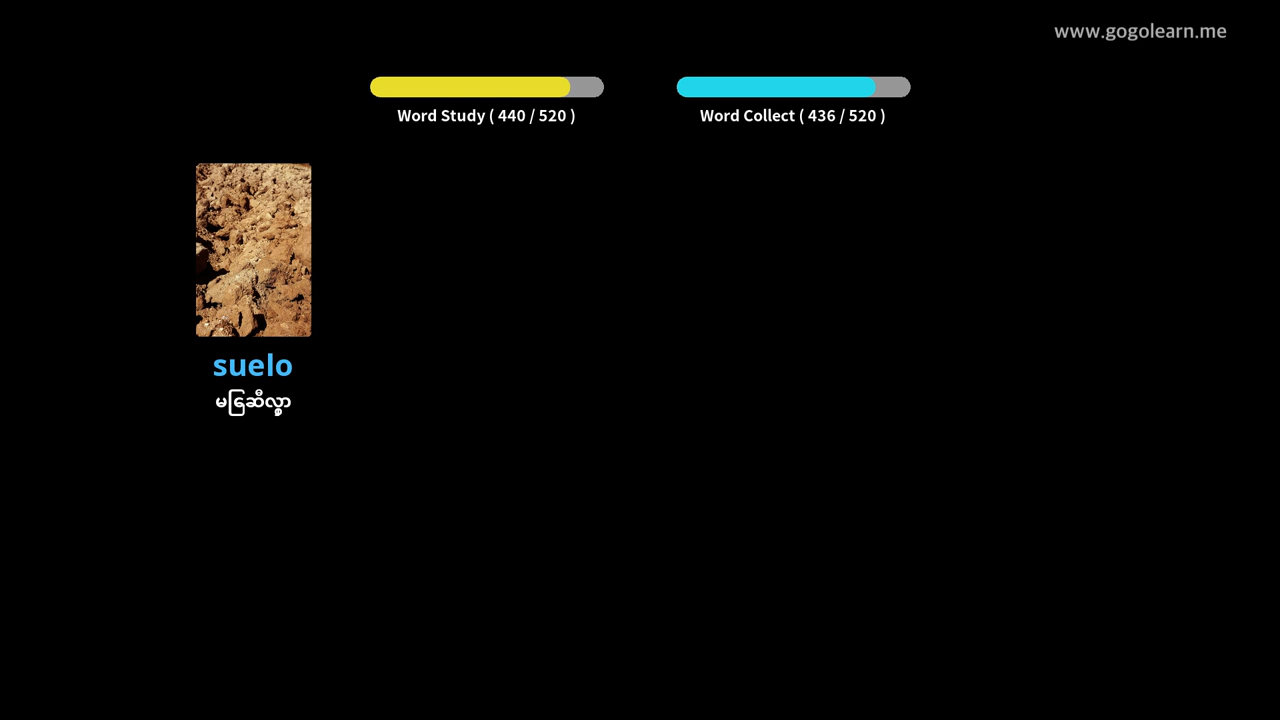 www.gogolearn.me
Word Study ( 440 / 520 )
Word Collect ( 436 / 520 )
suelo
မြေဆီလွှာ